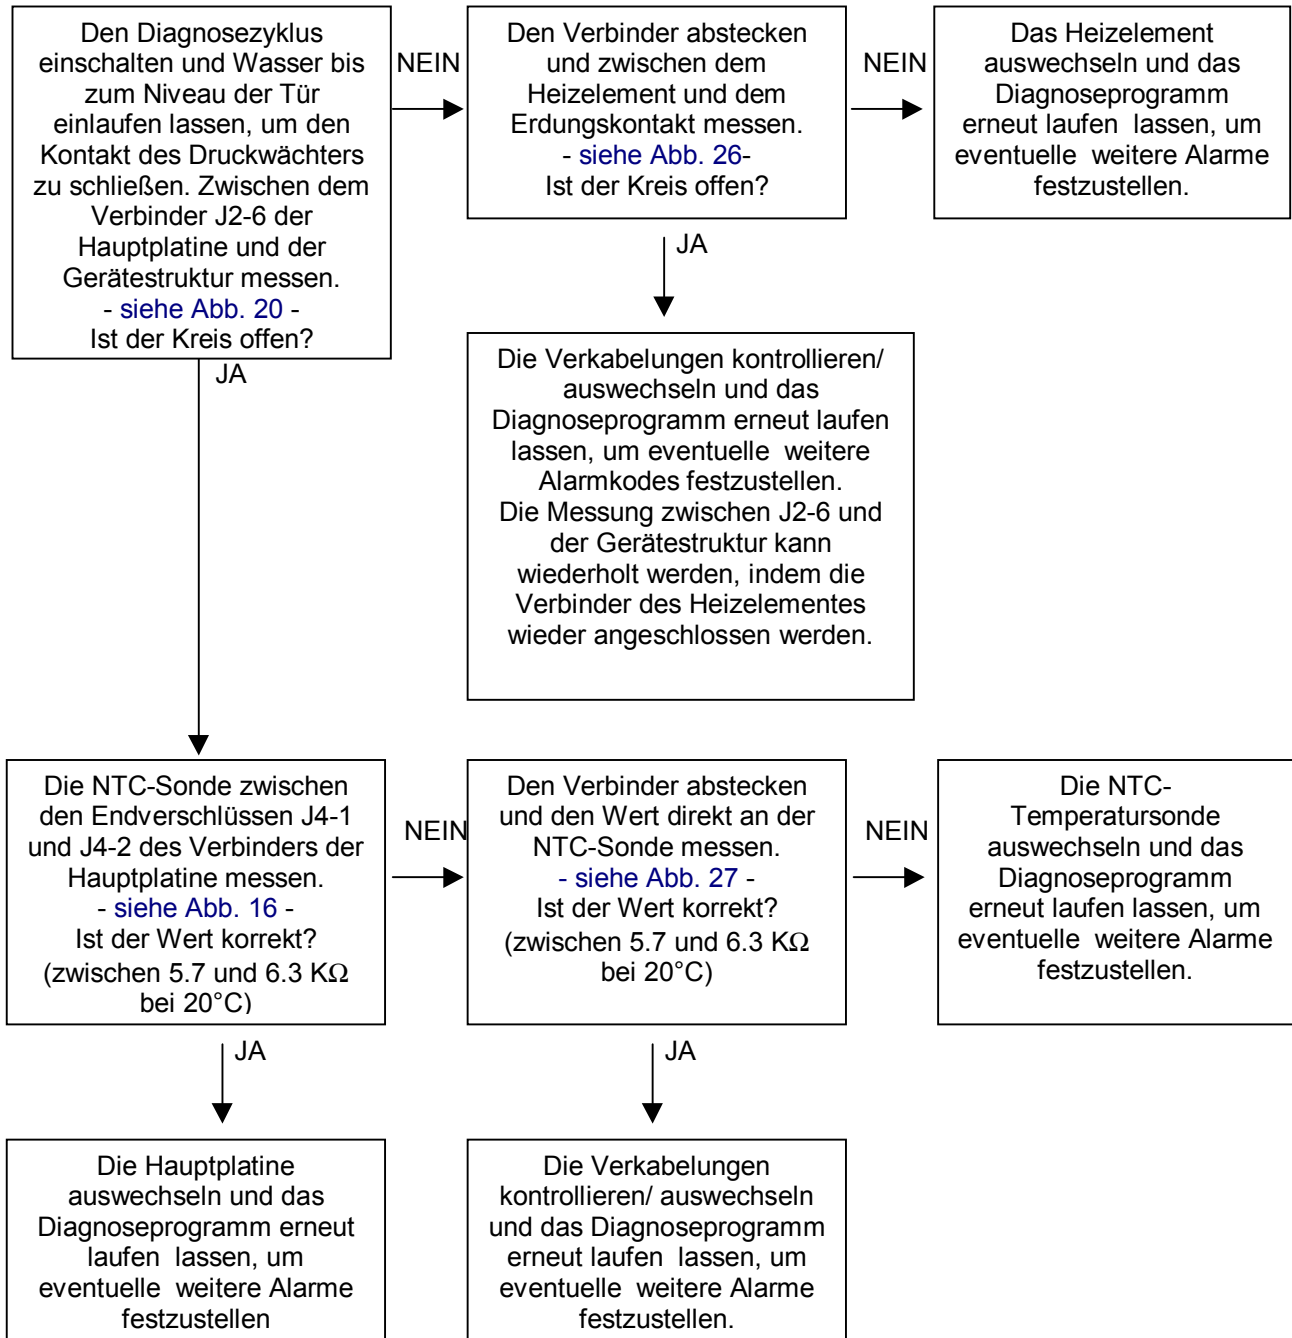 Den Diagnosezyklus
einschalten und Wasser bis
zum Niveau der Tür
einlaufen lassen, um den
Kontakt des Druckwächters
zu schließen. Zwischen dem
Verbinder J2-6 der
Hauptplatine und der
Gerätestruktur messen.
- siehe Abb. 20 -
Ist der Kreis offen?
NEIN
Den Verbinder abstecken
und zwischen dem
Heizelement und dem
Erdungskontakt messen.
- siehe Abb. 26-
Ist der Kreis offen?
NEIN
Das Heizelement
auswechseln und das
Diagnoseprogramm
erneut laufen lassen, um
eventuelle weitere Alarme
festzustellen.
JA
Die Verkabelungen kontrollieren/
auswechseln und das
Diagnoseprogramm erneut laufen
lassen, um eventuelle weitere
Alarmkodes festzustellen.
Die Messung zwischen J2-6 und
der Gerätestruktur kann
wiederholt werden, indem die
Verbinder des Heizelementes
wieder angeschlossen werden.
JA
Die NTC-Sonde zwischen
den Endverschlüssen J4-1
und J4-2 des Verbinders der
Hauptplatine messen.
- siehe Abb. 16 -
Ist der Wert korrekt?
(zwischen 5.7 und 6.3 KΩ
bei 20°C)
NEIN
Den Verbinder abstecken
und den Wert direkt an der
NTC-Sonde messen.
- siehe Abb. 27 -
Ist der Wert korrekt?
(zwischen 5.7 und 6.3 KΩ
bei 20°C)
NEIN
Die NTC-
Temperatursonde
auswechseln und das
Diagnoseprogramm
erneut laufen lassen, um
eventuelle weitere Alarme
festzustellen.
JA
JA
Die Hauptplatine
auswechseln und das
Diagnoseprogramm erneut
laufen lassen, um
eventuelle weitere Alarme
festzustellen
Die Verkabelungen
kontrollieren/ auswechseln
und das Diagnoseprogramm
erneut laufen lassen, um
eventuelle weitere Alarme
festzustellen.